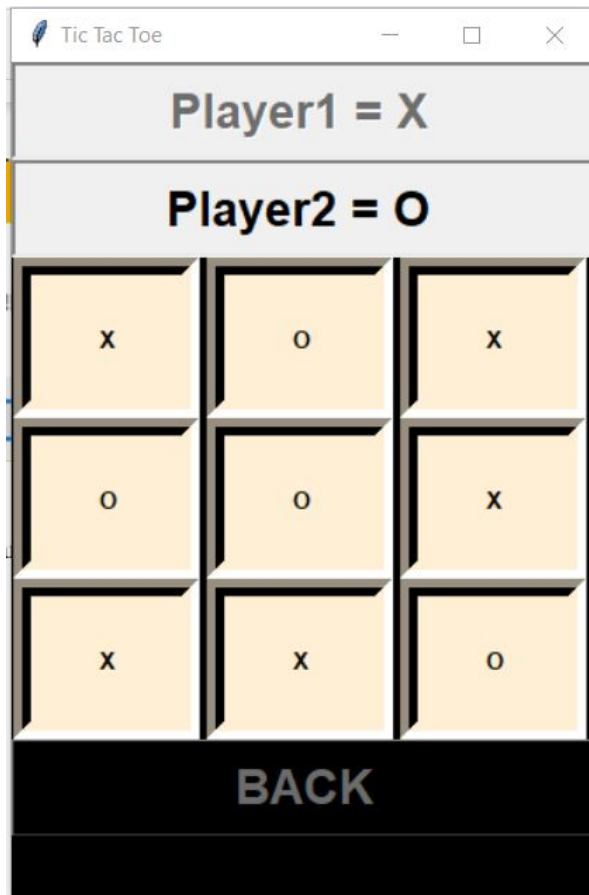 Tic Tac Toe
Player1 = X
Player2 = O
X O X
O O X
X X O
BACK